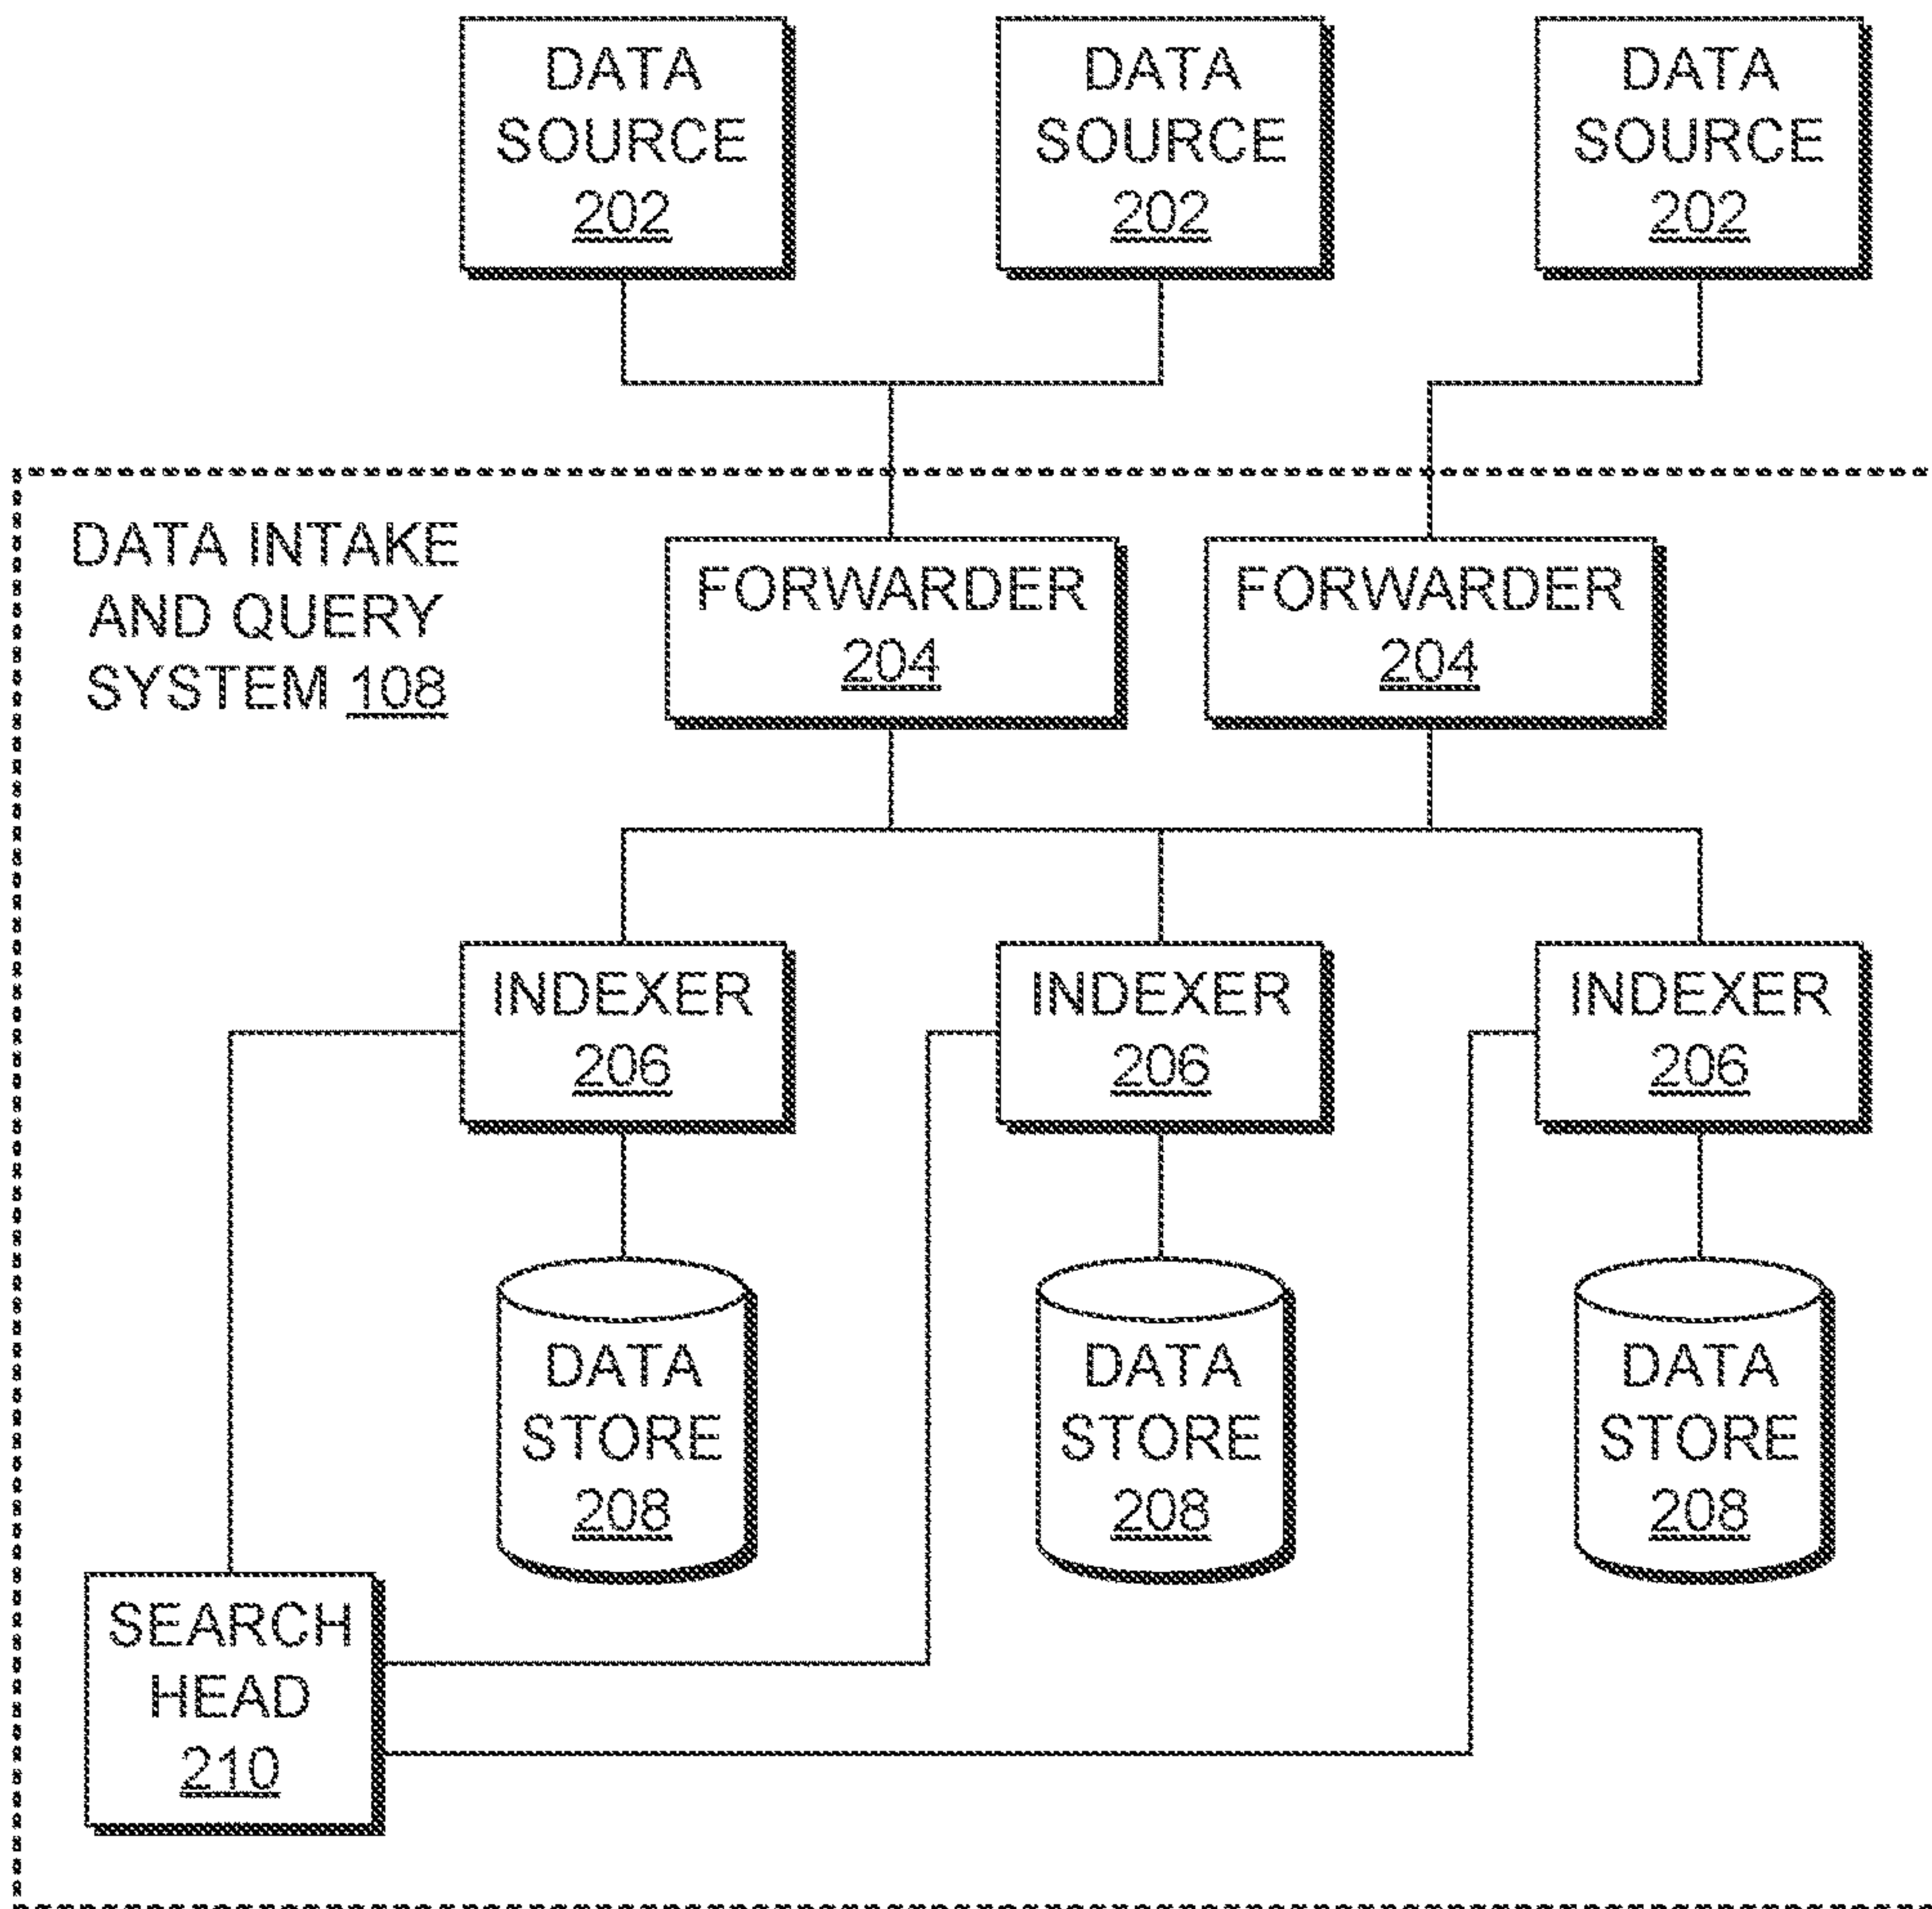 DATA
SOURCE
202
DATA
SOURCE
202
DATA
SOURCE
202
DATA INTAKE
AND QUERY
SYSTEM 108
FORWARDER
204
FORWARDER
204
INDEXER
206
INDEXER
206
INDEXER
206
DATA
STORE
208
DATA
STORE
208
DATA
STORE
208
SEARCH
HEAD
210